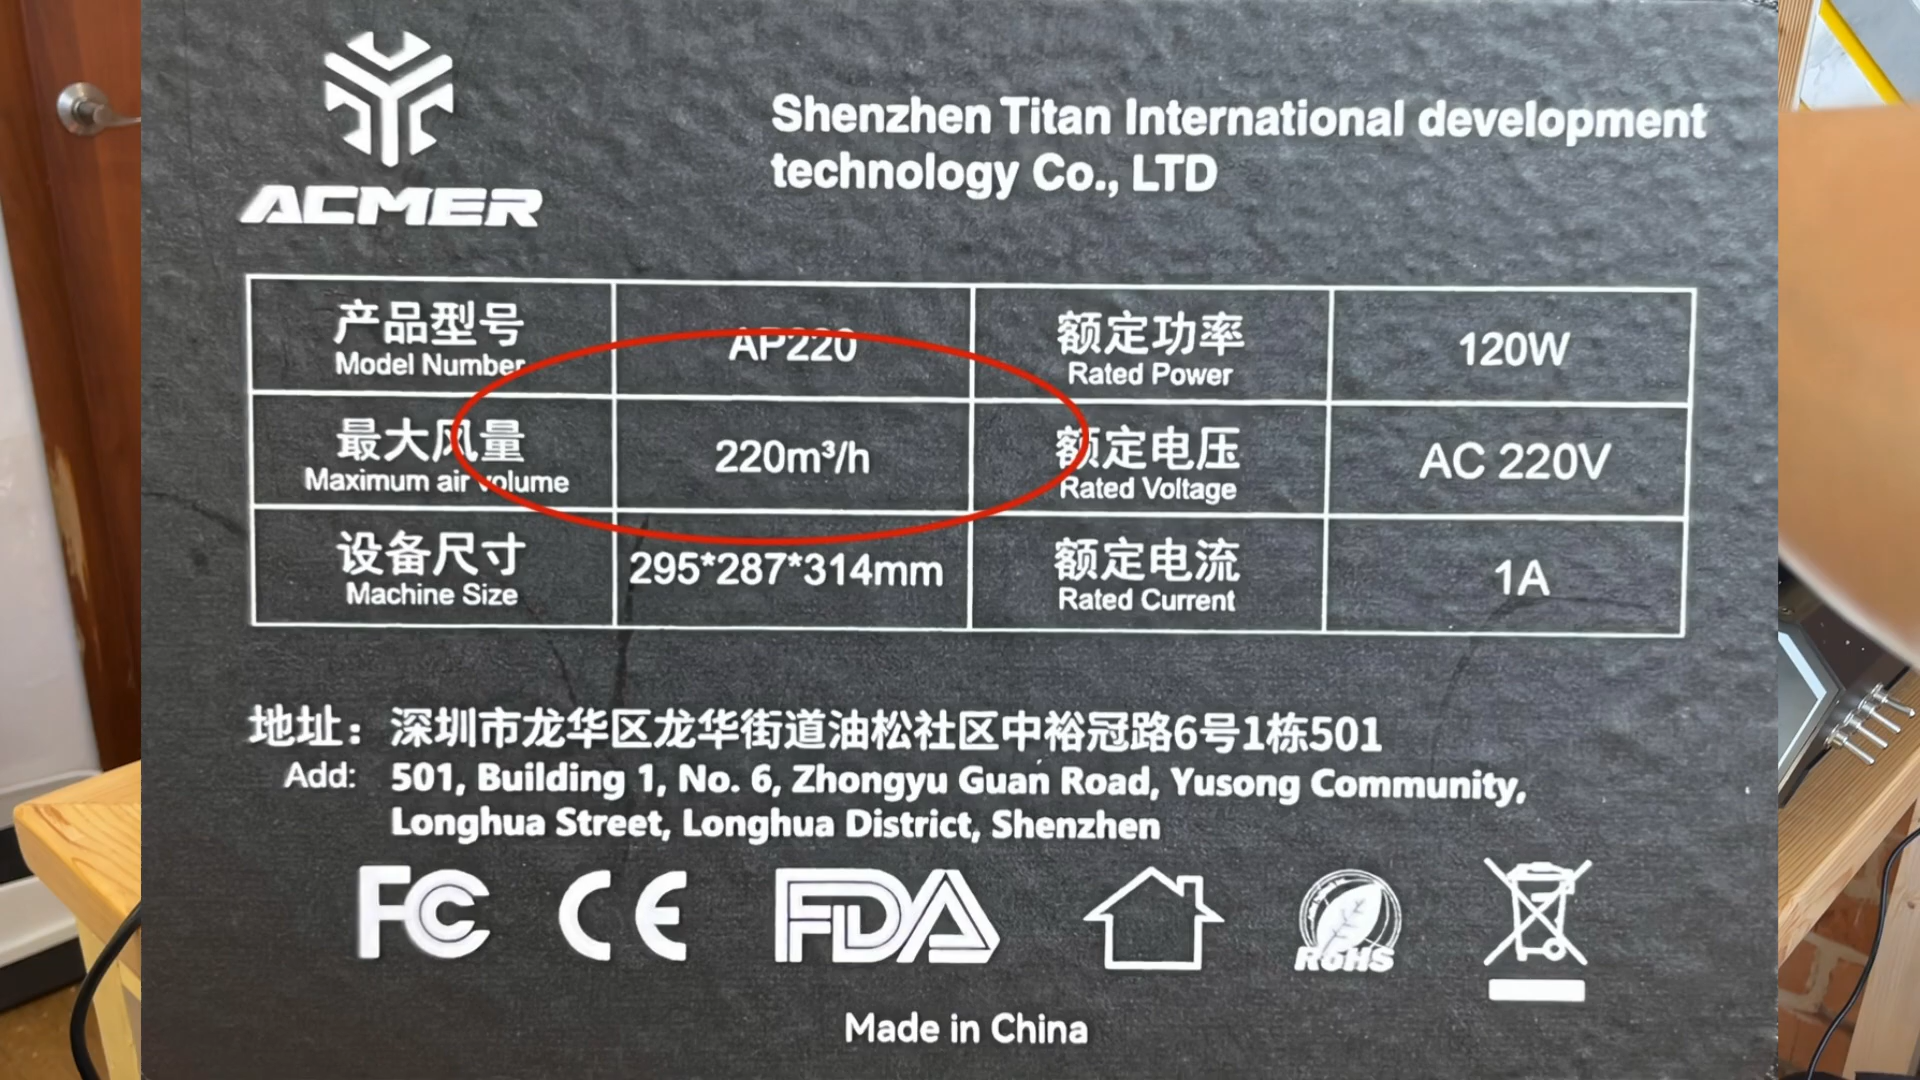 ACMER
Shenzhen Titan International development
technology Co., LTD
产品型号
Model Number
AP220
额定功率
Rated Power
120W
最大风量
Maximum air volume
220m³/h
额定电压
Rated Voltage
AC 220V
设备尺寸
Machine Size
295*287*314mm
额定电流
Rated Current
1A
地址：深圳市龙华区龙华街道油松社区中裕冠路6号1栋501
Add: 501, Building 1, No. 6, Zhongyu Guan Road, Yusong Community,
Longhua Street, Longhua District, Shenzhen
FC CE FDA RoHS
Made in China